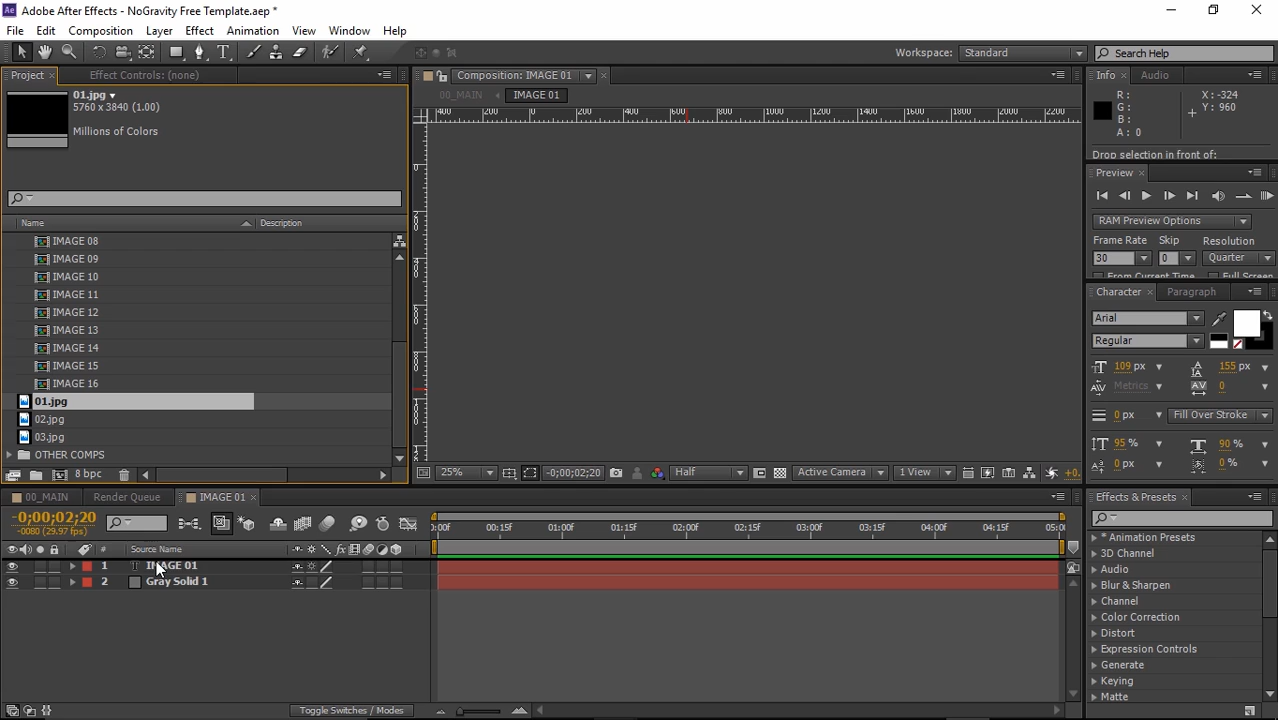 Adobe After Effects - NoGravity Free Template.aep *
File Edit Composition Layer Effect Animation View Window Help
Workspace: Standard Search Help
Project × Effect Controls: (none)
01.jpg
5760 x 3840 (1.00)
Millions of Colors
Name Description
IMAGE 08
IMAGE 09
IMAGE 10
IMAGE 11
IMAGE 12
IMAGE 13
IMAGE 14
IMAGE 15
IMAGE 16
01.jpg
02.jpg
03.jpg
OTHER COMPS
8 bpc
Composition: IMAGE 01
00_MAIN IMAGE 01
25% -0;00;02;20 Half Active Camera 1 View +0.
Info × Audio
R: X: -324
G: Y: 960
B:
A: 0
Drop selection in front of:
Preview ×
RAM Preview Options
Frame Rate Skip Resolution
30 0 Quarter
From Current Time Full Screen
Character × Paragraph
Arial
Regular
109 px 155 px
Metrics 0
0 px Fill Over Stroke
95 % 90 %
0 px 0 %
00_MAIN Render Queue IMAGE 01 ×
-0;00;02;20
-0080 (29.97 fps)
00:15f 01:00f 01:15f 02:00f 02:15f 03:00f 03:15f 04:00f 04:15f
# Source Name fx
1 T IMAGE 01
2 Gray Solid 1
Toggle Switches / Modes
Effects & Presets ×
* Animation Presets
3D Channel
Audio
Blur & Sharpen
Channel
Color Correction
Distort
Expression Controls
Generate
Keying
Matte